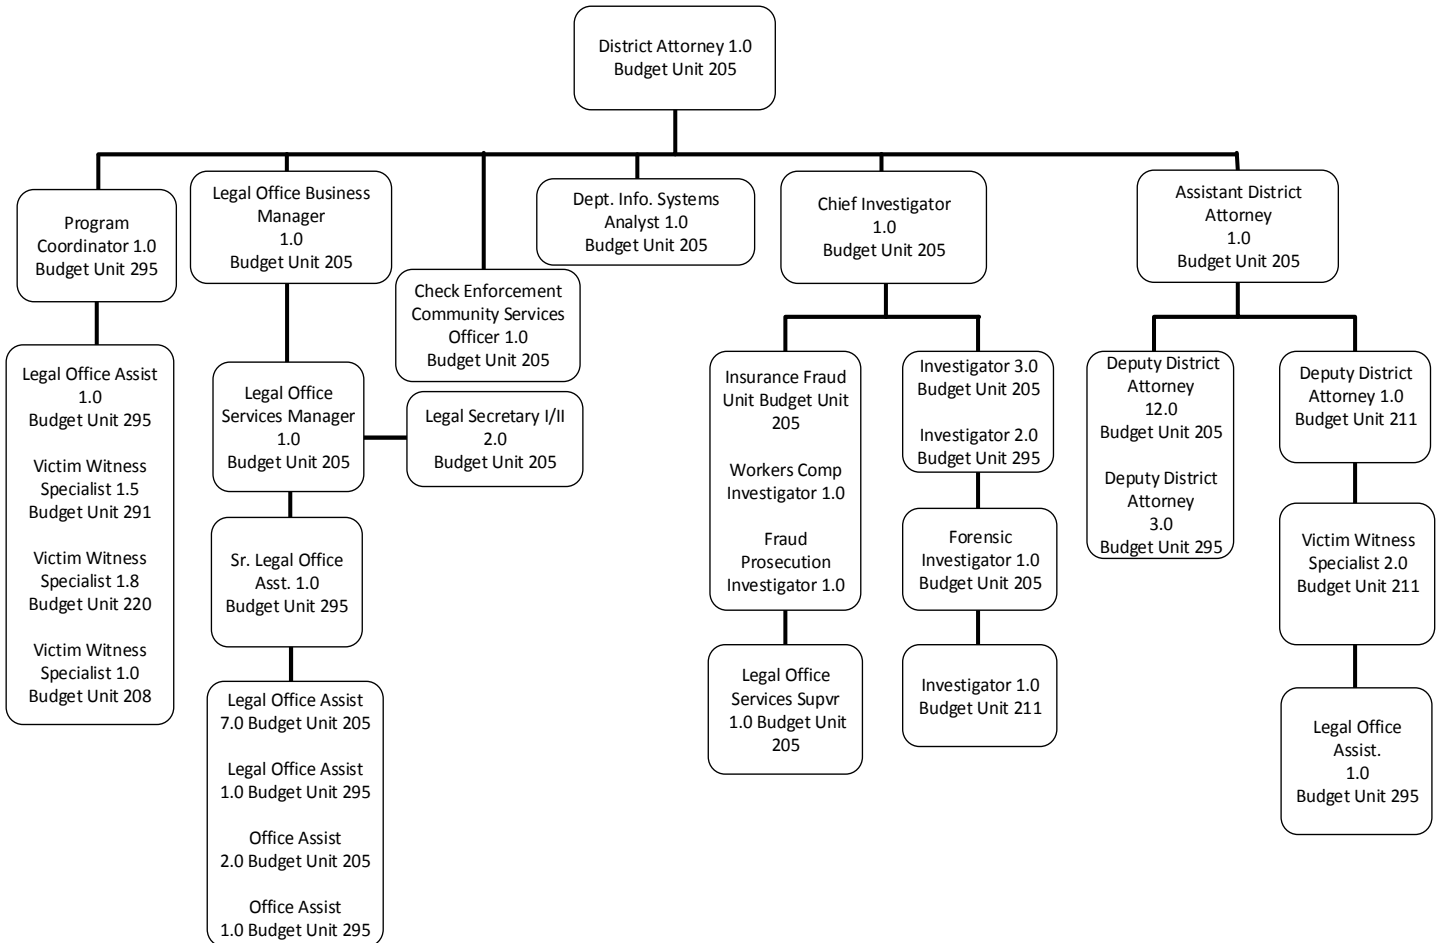 District Attorney 1.0
Budget Unit 205
Program
Coordinator 1.0
Budget Unit 295
Legal Office Business
Manager
1.0
Budget Unit 205
Check Enforcement
Community Services
Officer 1.0
Budget Unit 205
Dept. Info. Systems
Analyst 1.0
Budget Unit 205
Chief Investigator
1.0
Budget Unit 205
Assistant District
Attorney
1.0
Budget Unit 205
Legal Office Assist
1.0
Budget Unit 295
Victim Witness
Specialist 1.5
Budget Unit 291
Victim Witness
Specialist 1.8
Budget Unit 220
Victim Witness
Specialist 1.0
Budget Unit 208
Legal Office
Services Manager
1.0
Budget Unit 205
Legal Secretary I/II
2.0
Budget Unit 205
Sr. Legal Office
Asst. 1.0
Budget Unit 295
Legal Office Assist
7.0 Budget Unit 205
Legal Office Assist
1.0 Budget Unit 295
Office Assist
2.0 Budget Unit 205
Office Assist
1.0 Budget Unit 295
Insurance Fraud
Unit Budget Unit
205
Workers Comp
Investigator 1.0
Fraud
Prosecution
Investigator 1.0
Legal Office
Services Supvr
1.0 Budget Unit
205
Investigator 3.0
Budget Unit 205
Investigator 2.0
Budget Unit 295
Forensic
Investigator 1.0
Budget Unit 205
Investigator 1.0
Budget Unit 211
Deputy District
Attorney
12.0
Budget Unit 205
Deputy District
Attorney
3.0
Budget Unit 295
Deputy District
Attorney 1.0
Budget Unit 211
Victim Witness
Specialist 2.0
Budget Unit 211
Legal Office
Assist.
1.0
Budget Unit 295